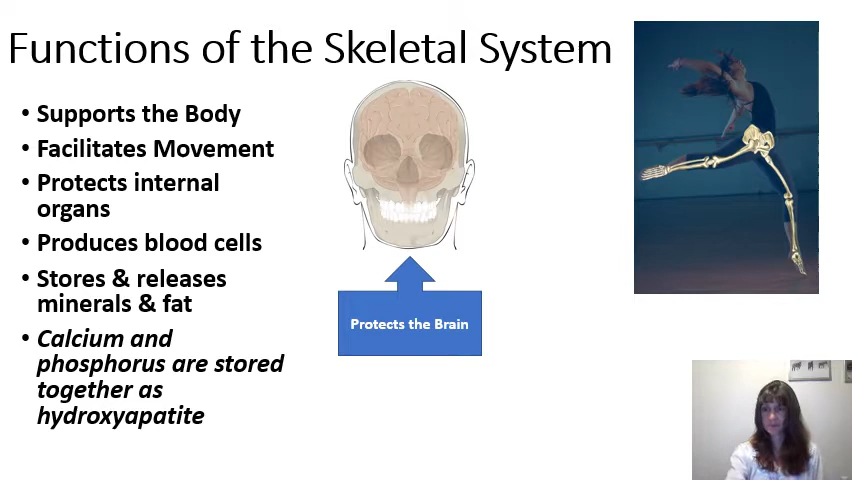 Functions of the Skeletal System
• Supports the Body
• Facilitates Movement
• Protects internal
organs
• Produces blood cells
• Stores & releases
minerals & fat
• Calcium and
phosphorus are stored
together as
hydroxyapatite
Protects the Brain